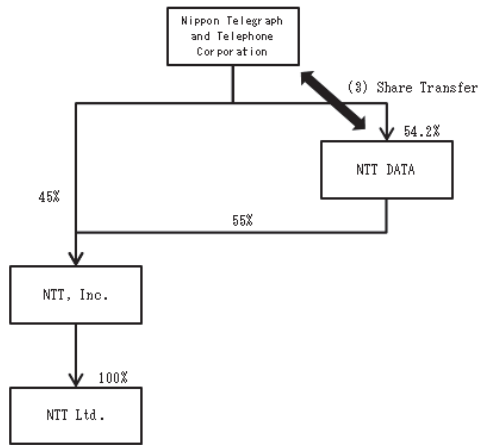 Nippon Telegraph
and Telephone
Corporation
(3) Share Transfer
54.2%
NTT DATA
45%
55%
NTT, Inc.
100%
NTT Ltd.